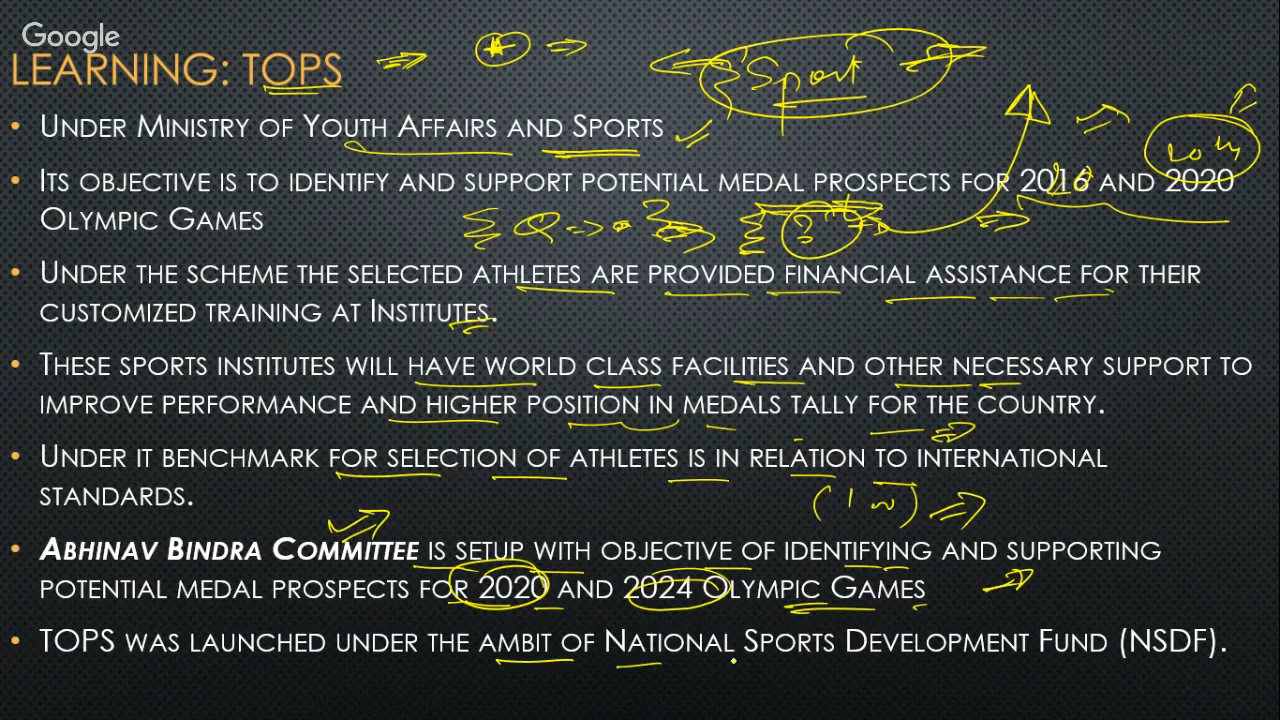 Google
LEARNING: TOPS
Sport
• UNDER MINISTRY OF YOUTH AFFAIRS AND SPORTS
• ITS OBJECTIVE IS TO IDENTIFY AND SUPPORT POTENTIAL MEDAL PROSPECTS FOR 2016 AND 2020
OLYMPIC GAMES
• UNDER THE SCHEME THE SELECTED ATHLETES ARE PROVIDED FINANCIAL ASSISTANCE FOR THEIR
CUSTOMIZED TRAINING AT INSTITUTES.
• THESE SPORTS INSTITUTES WILL HAVE WORLD CLASS FACILITIES AND OTHER NECESSARY SUPPORT TO
IMPROVE PERFORMANCE AND HIGHER POSITION IN MEDALS TALLY FOR THE COUNTRY.
• UNDER IT BENCHMARK FOR SELECTION OF ATHLETES IS IN RELATION TO INTERNATIONAL
STANDARDS.
• ABHINAV BINDRA COMMITTEE IS SETUP WITH OBJECTIVE OF IDENTIFYING AND SUPPORTING
POTENTIAL MEDAL PROSPECTS FOR 2020 AND 2024 OLYMPIC GAMES
• TOPS WAS LAUNCHED UNDER THE AMBIT OF NATIONAL SPORTS DEVELOPMENT FUND (NSDF).